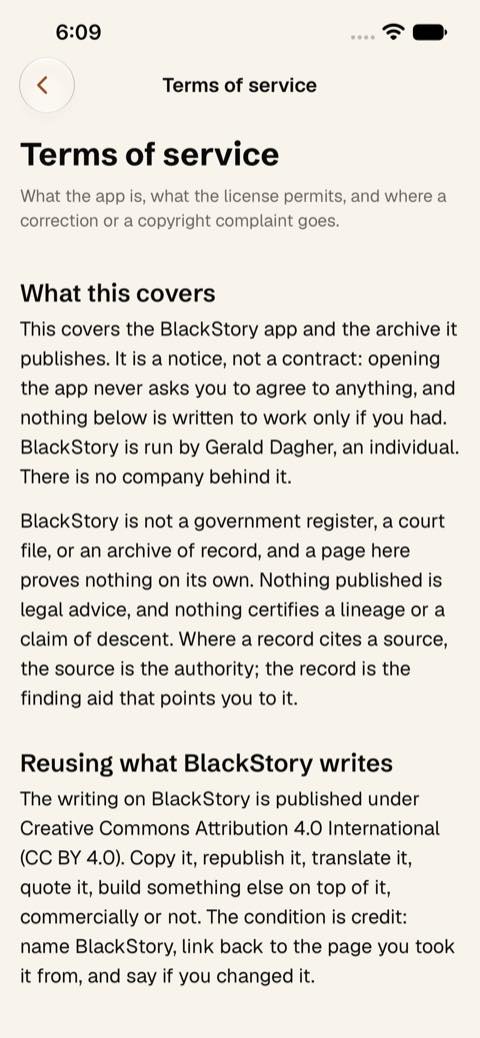 6:09
Terms of service
Terms of service
What the app is, what the license permits, and where a
correction or a copyright complaint goes.
What this covers
This covers the BlackStory app and the archive it
publishes. It is a notice, not a contract: opening
the app never asks you to agree to anything, and
nothing below is written to work only if you had.
BlackStory is run by Gerald Dagher, an individual.
There is no company behind it.
BlackStory is not a government register, a court
file, or an archive of record, and a page here
proves nothing on its own. Nothing published is
legal advice, and nothing certifies a lineage or a
claim of descent. Where a record cites a source,
the source is the authority; the record is the
finding aid that points you to it.
Reusing what BlackStory writes
The writing on BlackStory is published under
Creative Commons Attribution 4.0 International
(CC BY 4.0). Copy it, republish it, translate it,
quote it, build something else on top of it,
commercially or not. The condition is credit:
name BlackStory, link back to the page you took
it from, and say if you changed it.